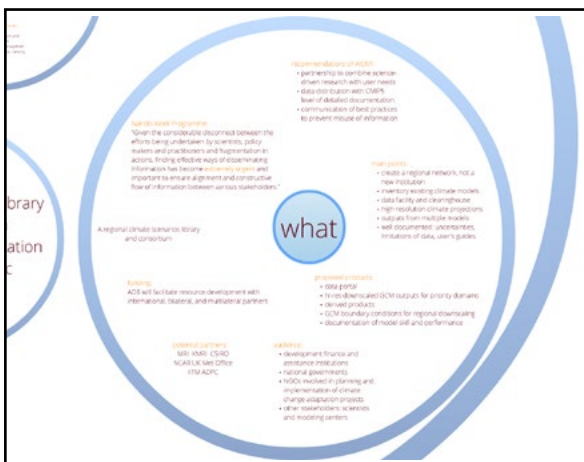 recommendations of WCRP:
• partnership to combine science-
driven research with user needs
• data distribution with CMIP5
level of detailed documentation
• communication of best practices
to prevent misuse of information
Nairobi Work Programme:
"Given the considerable disconnect between the
efforts being undertaken by scientists, policy
makers and practitioners and fragmentation in
actions, finding effective ways of disseminating
information has become extremely urgent and
important to ensure alignment and constructive
flow of information between various stakeholders."
main points:
• create a regional network, not a
new institution
• inventory existing climate models
• data facility and clearinghouse
• high resolution climate projections
• outputs from multiple models
• well documented: uncertainties,
limitations of data, user's guides
brary
ation
c
A regional climate scenarios library
and consortium
what
funding:
ADB will facilitate resource development with
international, bilateral, and multilateral partners
proposed products:
• data portal
• hi-res downscaled GCM outputs for priority domains
• derived products
• GCM boundary conditions for regional downscaling
• documentation of model skill and performance
potential partners:
MRI KMRI CSIRO
NCAR UK Met Office
IITM ADPC
audience:
• development finance and
assistance institutions
• national governments
• NGOs involved in planning and
implementation of climate
change adaptation projects
• other stakeholders: scientists
and modeling centers